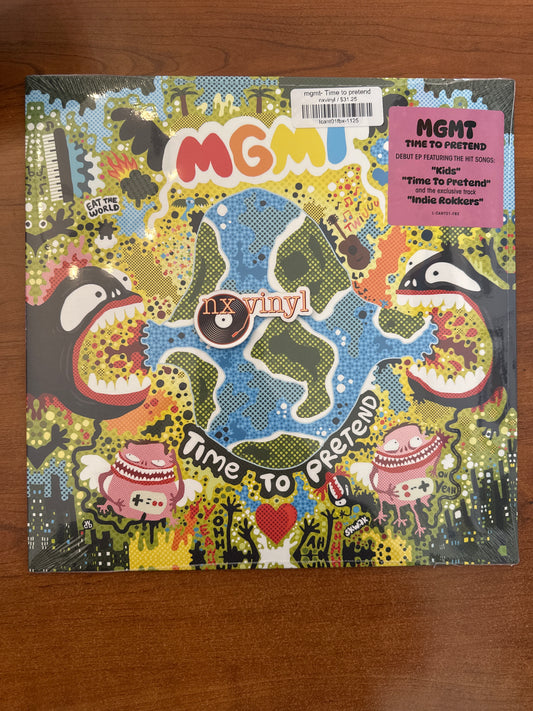 mgmt- Time to pretend
nxvinyl / $31.25
MGMT
MGMT
TIME TO PRETEND
DEBUT EP FEATURING THE HIT SONGS:
"Kids"
"Time To Pretend"
and the exclusive track
"Indie Rokkers"
EAT THE
WORLD
nx vinyl
TIME TO PRETEND